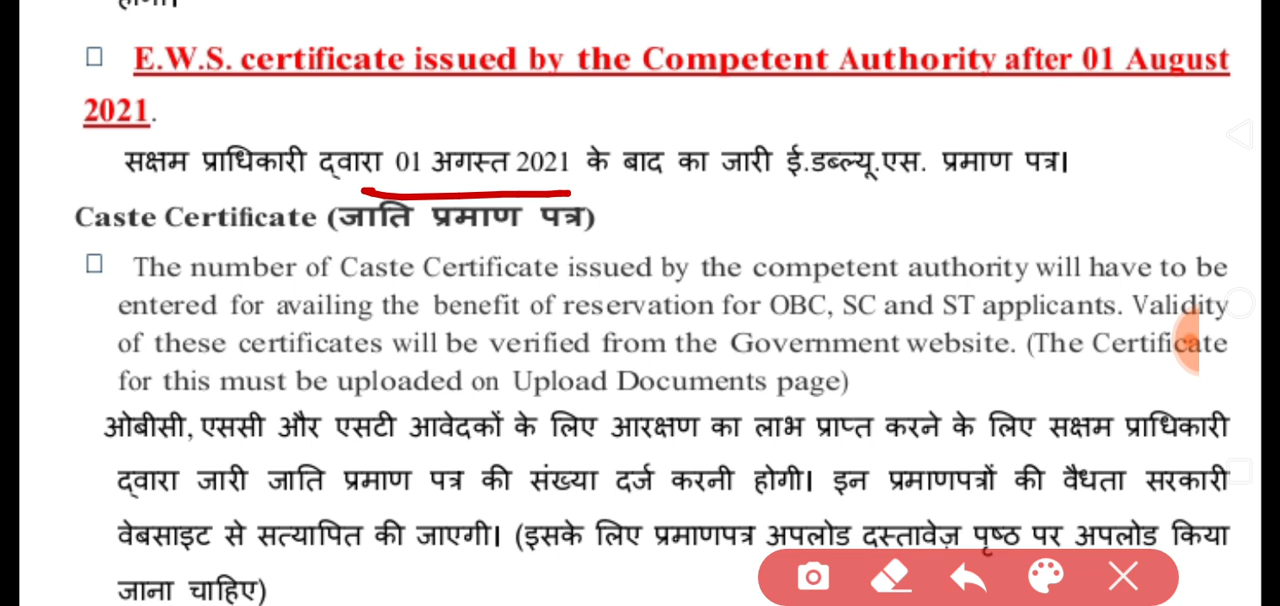 E.W.S. certificate issued by the Competent Authority after 01 August
2021.
सक्षम प्राधिकारी द्वारा 01 अगस्त 2021 के बाद का जारी ई.डब्ल्यू.एस. प्रमाण पत्र।
Caste Certificate (जाति प्रमाण पत्र)
The number of Caste Certificate issued by the competent authority will have to be
entered for availing the benefit of reservation for OBC, SC and ST applicants. Validity
of these certificates will be verified from the Government website. (The Certificate
for this must be uploaded on Upload Documents page)
ओबीसी, एससी और एसटी आवेदकों के लिए आरक्षण का लाभ प्राप्त करने के लिए सक्षम प्राधिकारी
द्वारा जारी जाति प्रमाण पत्र की संख्या दर्ज करनी होगी। इन प्रमाणपत्रों की वैधता सरकारी
वेबसाइट से सत्यापित की जाएगी। (इसके लिए प्रमाणपत्र अपलोड दस्तावेज़ पृष्ठ पर अपलोड किया
जाना चाहिए)